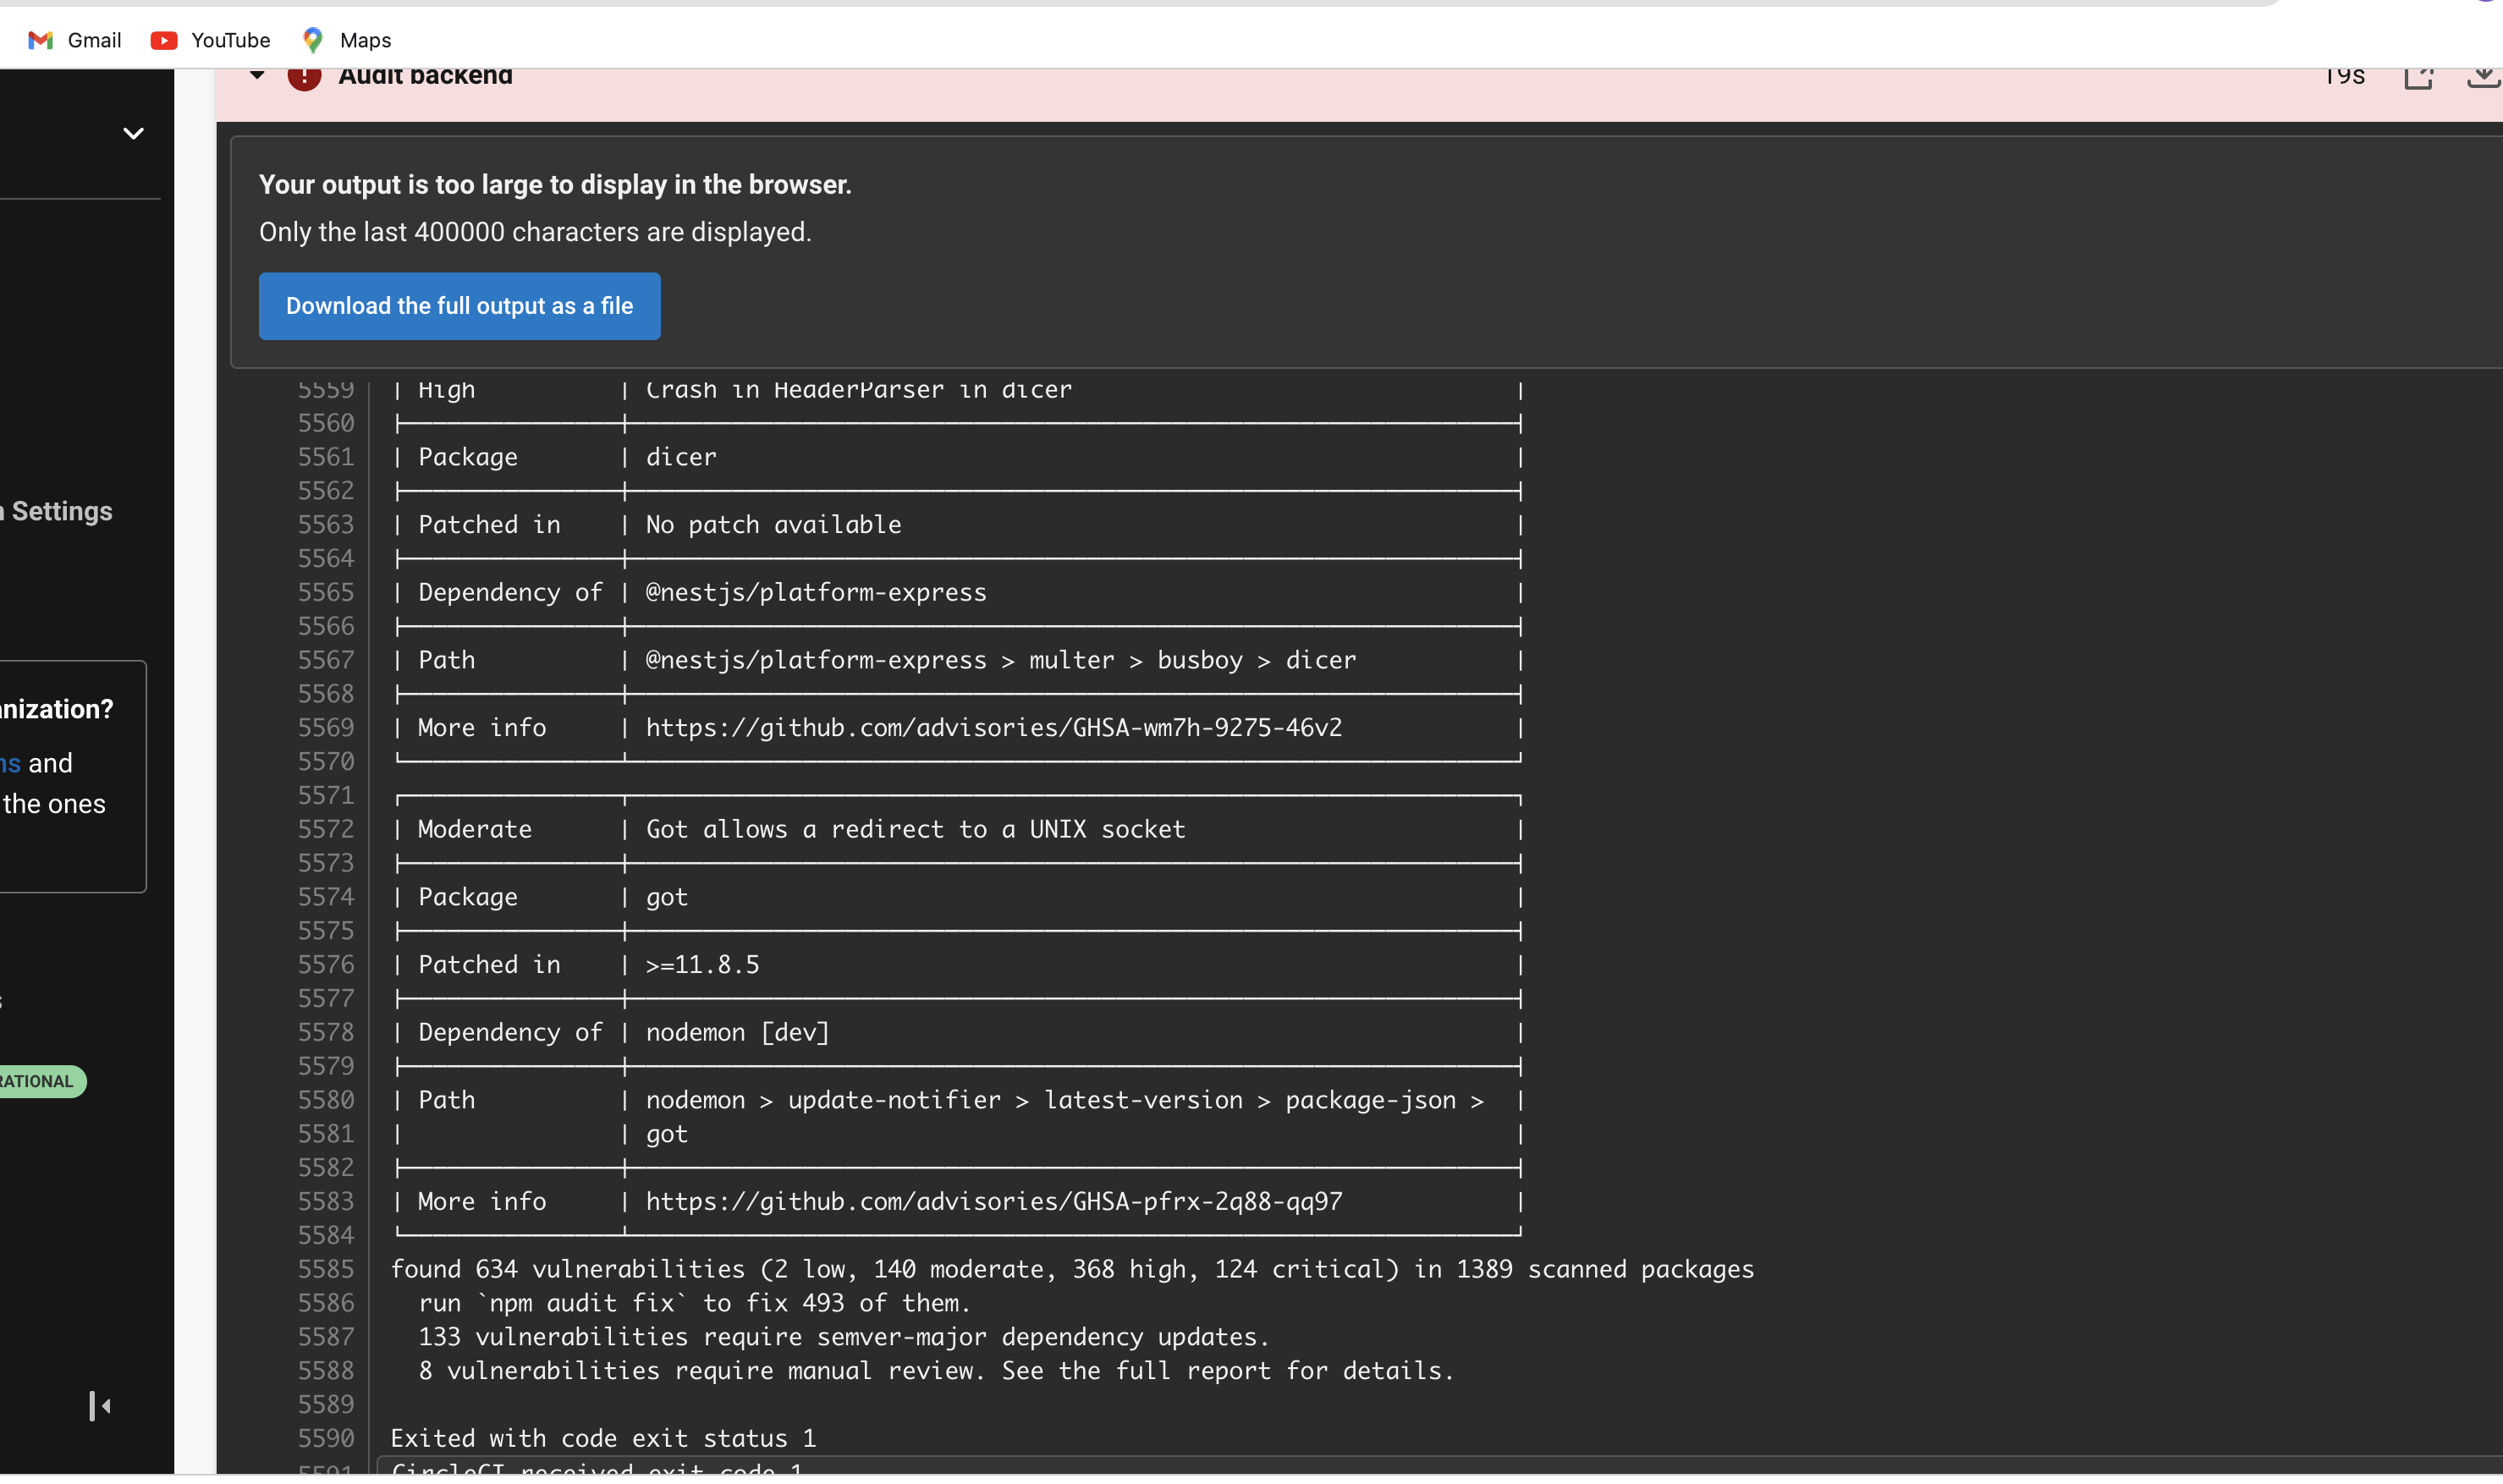 Gmail YouTube Maps
Audit backend 19s
Your output is too large to display in the browser.
Only the last 400000 characters are displayed.
Download the full output as a file
Settings
anization?
and
the ones
RATIONAL
5559 | High | Crash in HeaderParser in dicer |
5560
5561 | Package | dicer |
5562
5563 | Patched in | No patch available |
5564
5565 | Dependency of | @nestjs/platform-express |
5566
5567 | Path | @nestjs/platform-express > multer > busboy > dicer |
5568
5569 | More info | https://github.com/advisories/GHSA-wm7h-9275-46v2 |
5570
5571
5572 | Moderate | Got allows a redirect to a UNIX socket |
5573
5574 | Package | got |
5575
5576 | Patched in | >=11.8.5 |
5577
5578 | Dependency of | nodemon [dev] |
5579
5580 | Path | nodemon > update-notifier > latest-version > package-json > |
5581 | | got |
5582
5583 | More info | https://github.com/advisories/GHSA-pfrx-2q88-qq97 |
5584
5585 found 634 vulnerabilities (2 low, 140 moderate, 368 high, 124 critical) in 1389 scanned packages
5586 run `npm audit fix` to fix 493 of them.
5587 133 vulnerabilities require semver-major dependency updates.
5588 8 vulnerabilities require manual review. See the full report for details.
5589
5590 Exited with code exit status 1
5591 CircleCI received exit code 1